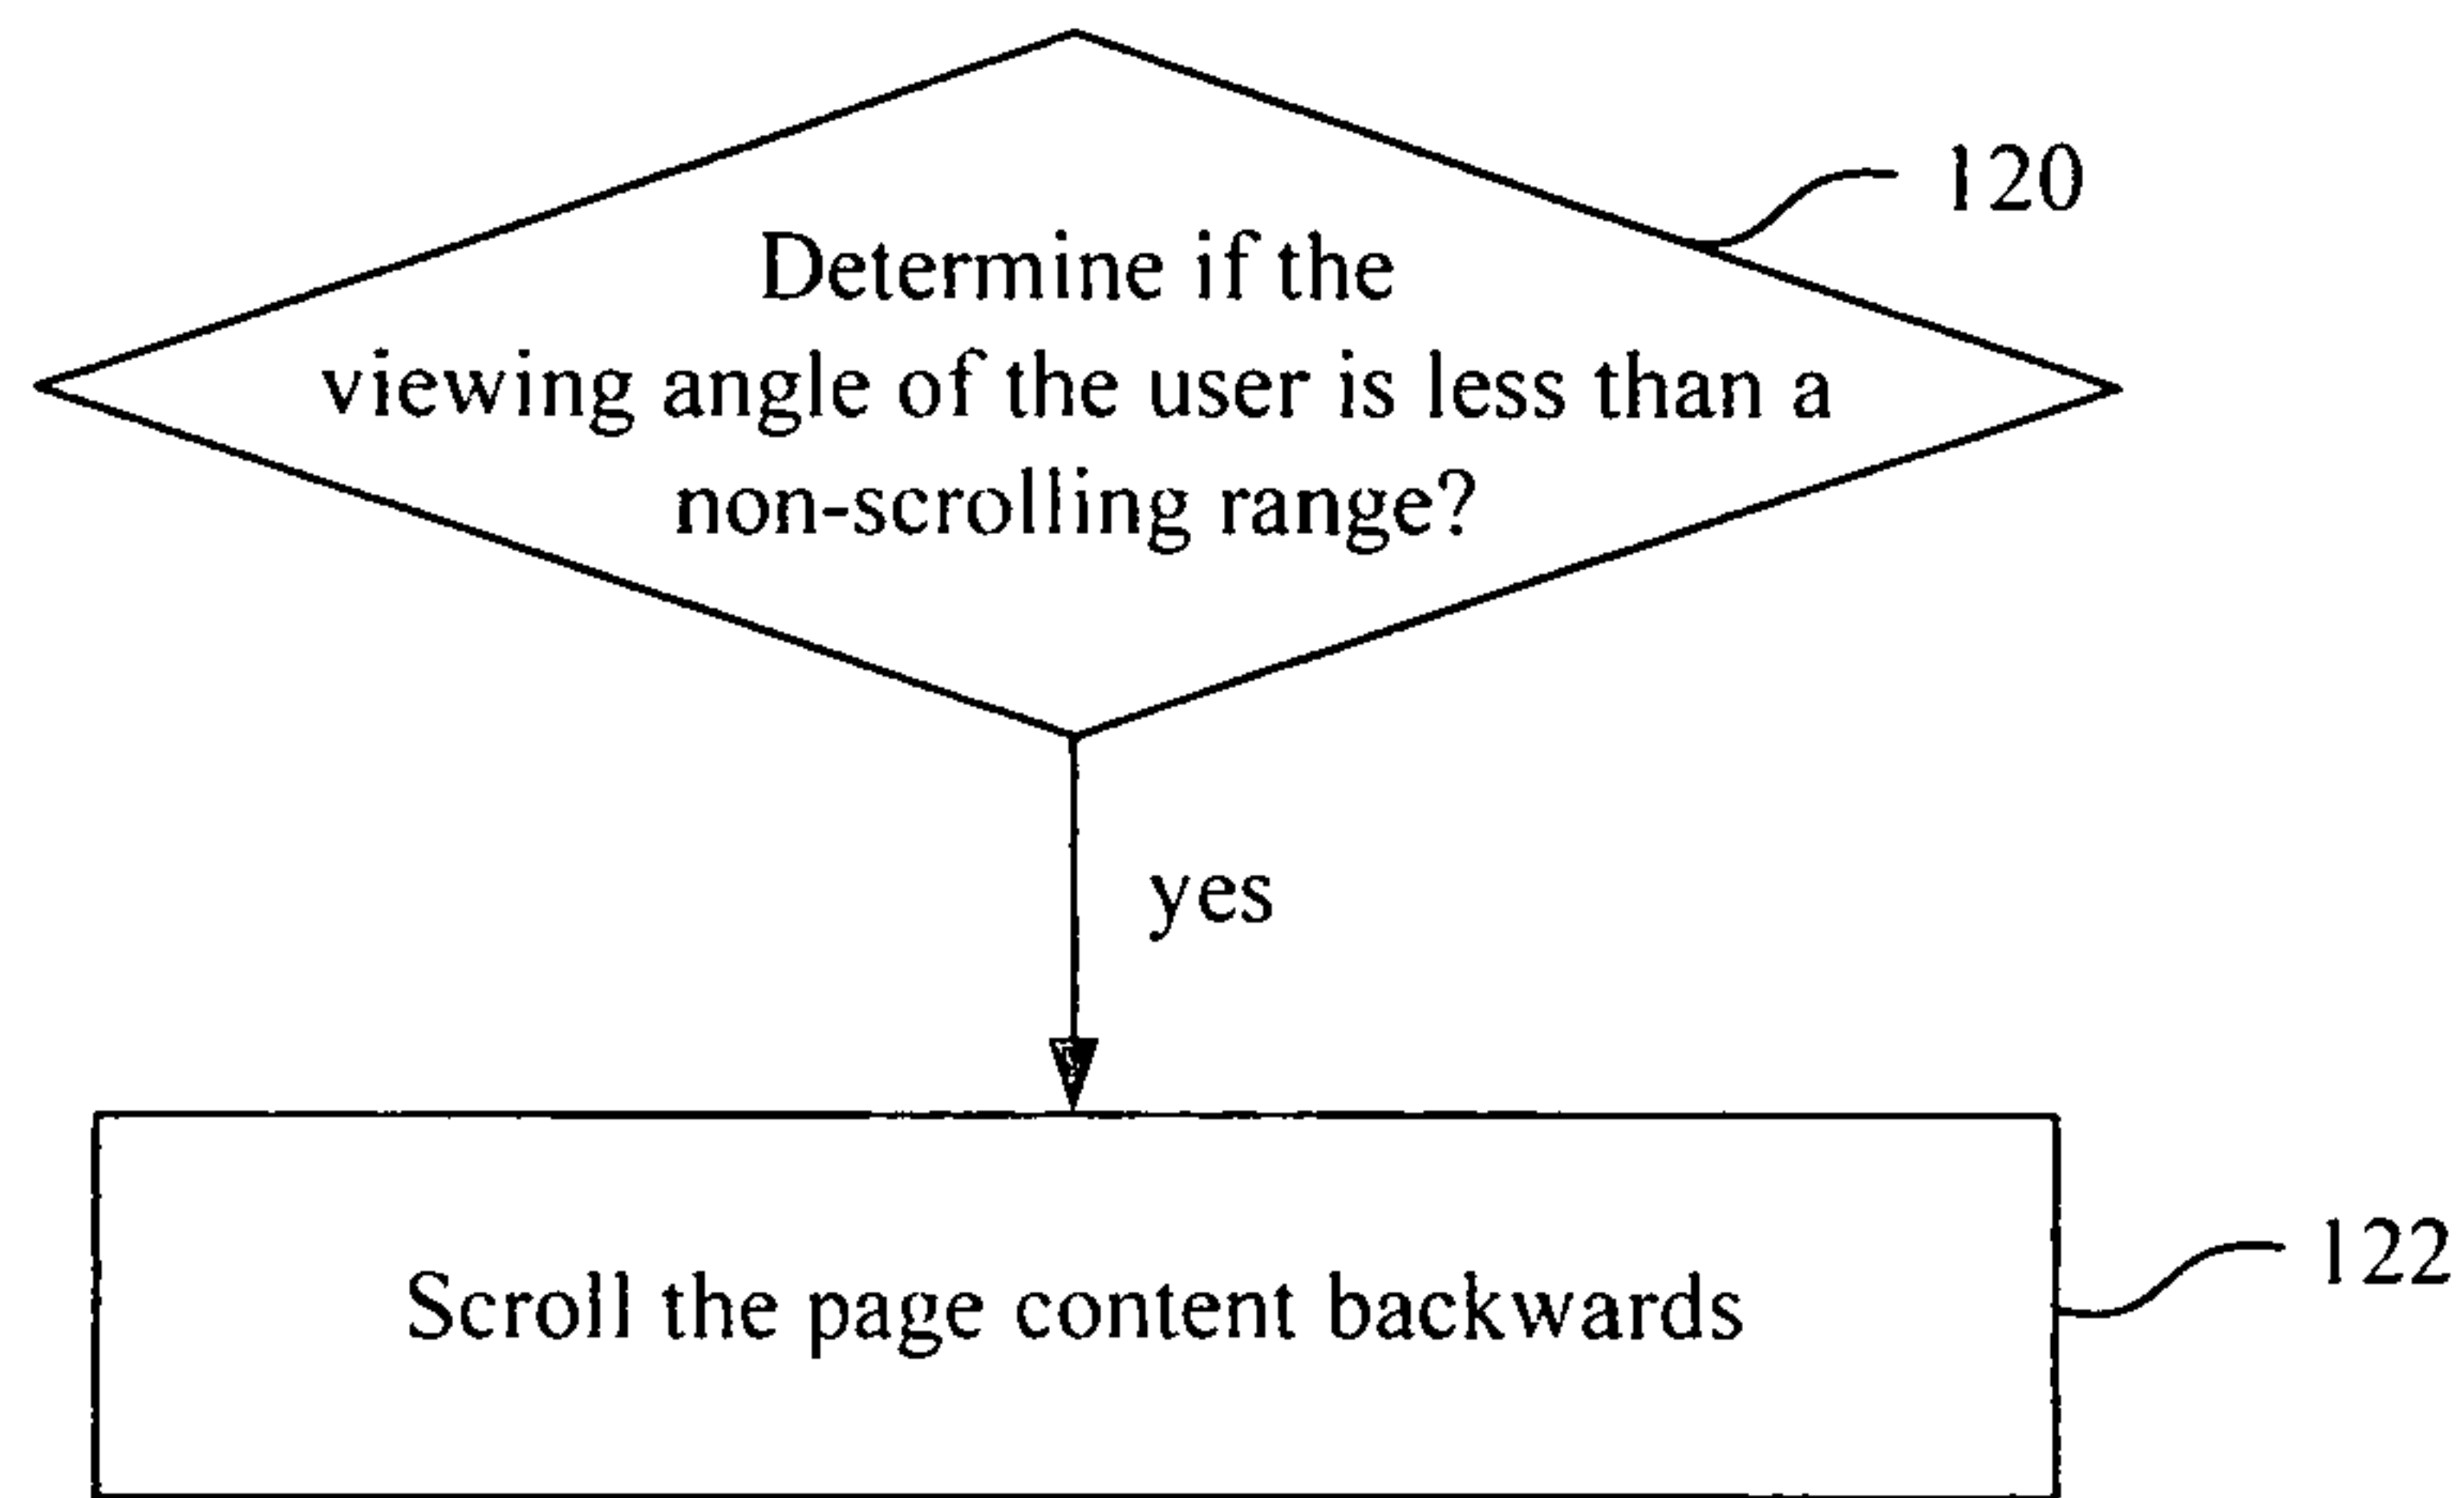 120
Determine if the
viewing angle of the user is less than a
non-scrolling range?
yes
Scroll the page content backwards
122